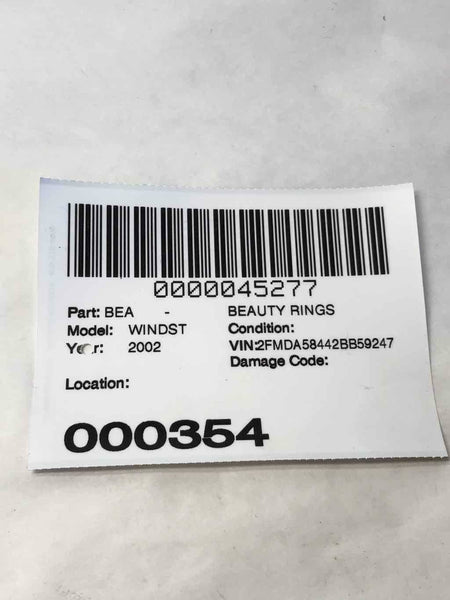 0000045277
Part: BEA - BEAUTY RINGS
Model: WINDST Condition:
Year: 2002 VIN:2FMDA58442BB59247
Damage Code:
Location:
000354